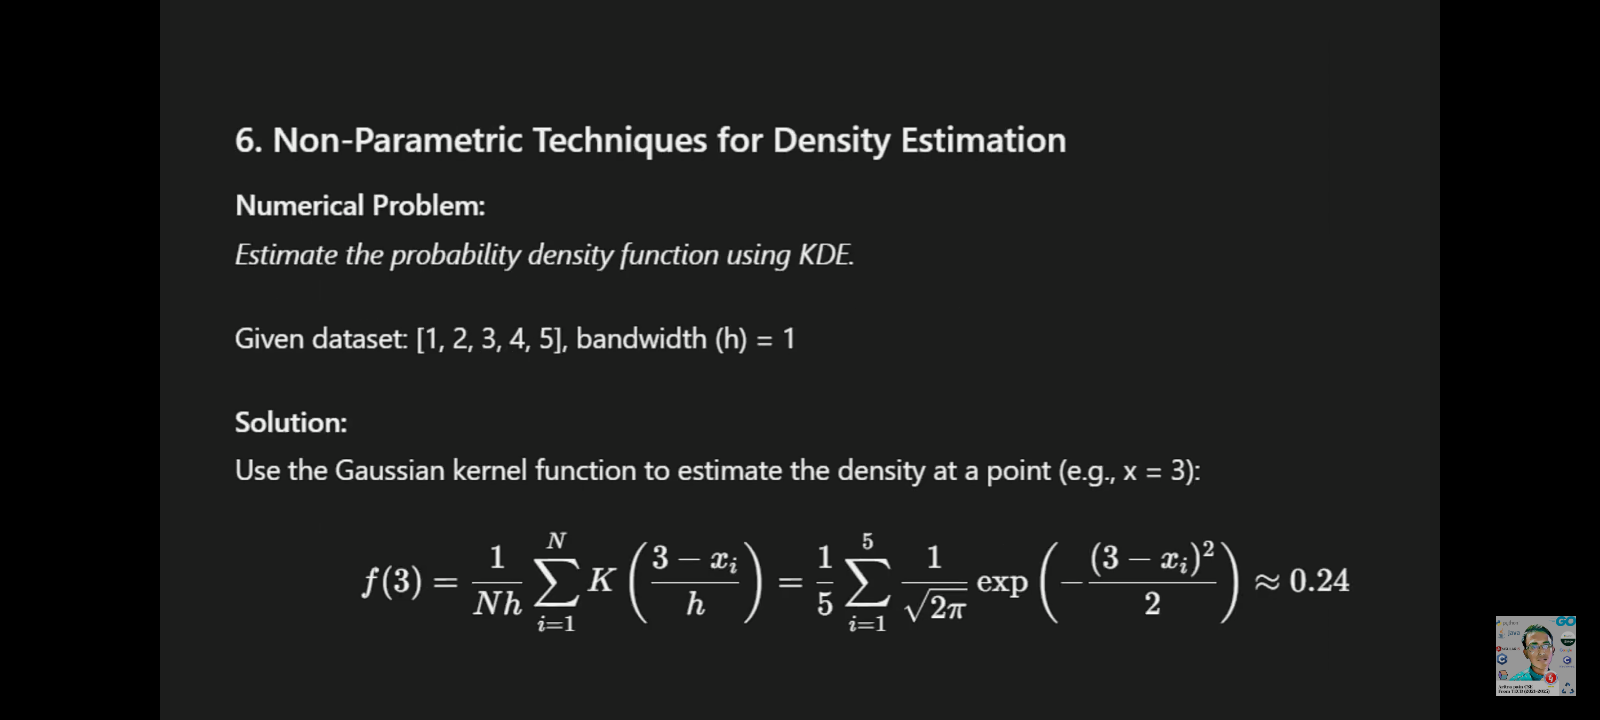 6. Non-Parametric Techniques for Density Estimation
Numerical Problem:
Estimate the probability density function using KDE.
Given dataset: [1, 2, 3, 4, 5], bandwidth (h) = 1
Solution:
Use the Gaussian kernel function to estimate the density at a point (e.g., x = 3):
f(3) = \frac{1}{Nh} \sum_{i=1}^{N} K \left( \frac{3 - x_i}{h} \right) = \frac{1}{5} \sum_{i=1}^{5} \frac{1}{\sqrt{2\pi}} \exp \left( -\frac{(3 - x_i)^2}{2} \right) ≈ 0.24
python
GO
java